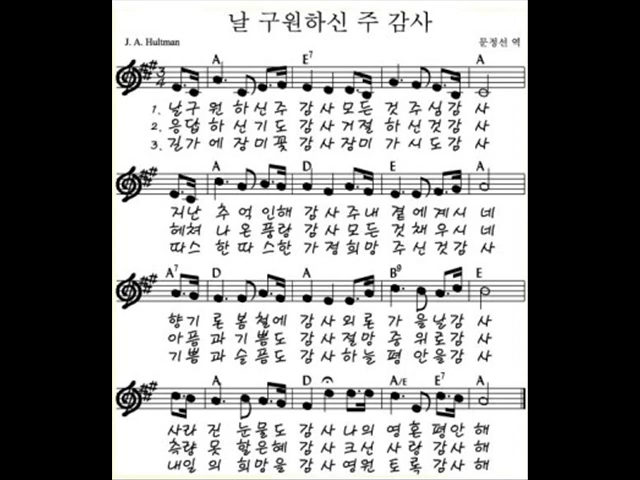 날 구원하신 주 감사
J. A. Hultman 문정선 역
A E7 A
1. 날구 원 하신주 감사모든 것 주심감 사
2. 응답 하 신기도 감사거절 하 신것감 사
3. 길가 에 장미꽃 감사장미 가 시도감 사
A A D E A
지난 추 억인해 감사주내 곁 에계시 네
헤쳐 나 온풍랑 감사모든 것 채우시 네
따스 한 따스한 가정희망 주 신것감 사
A7 D A B9 E
향기 론 봄철에 감사외론 가 을날감 사
아픔 과 기쁨도 감사절망 중 위로감 사
기쁨 과 슬픔도 감사하늘 평 안을감 사
A D A/E E7 A
사라 진 눈물도 감사나의 영 혼평안 해
측량 못 할은혜 감사크신 사 랑감사 해
내일 의 희망을 감사영원 토 록감사 해